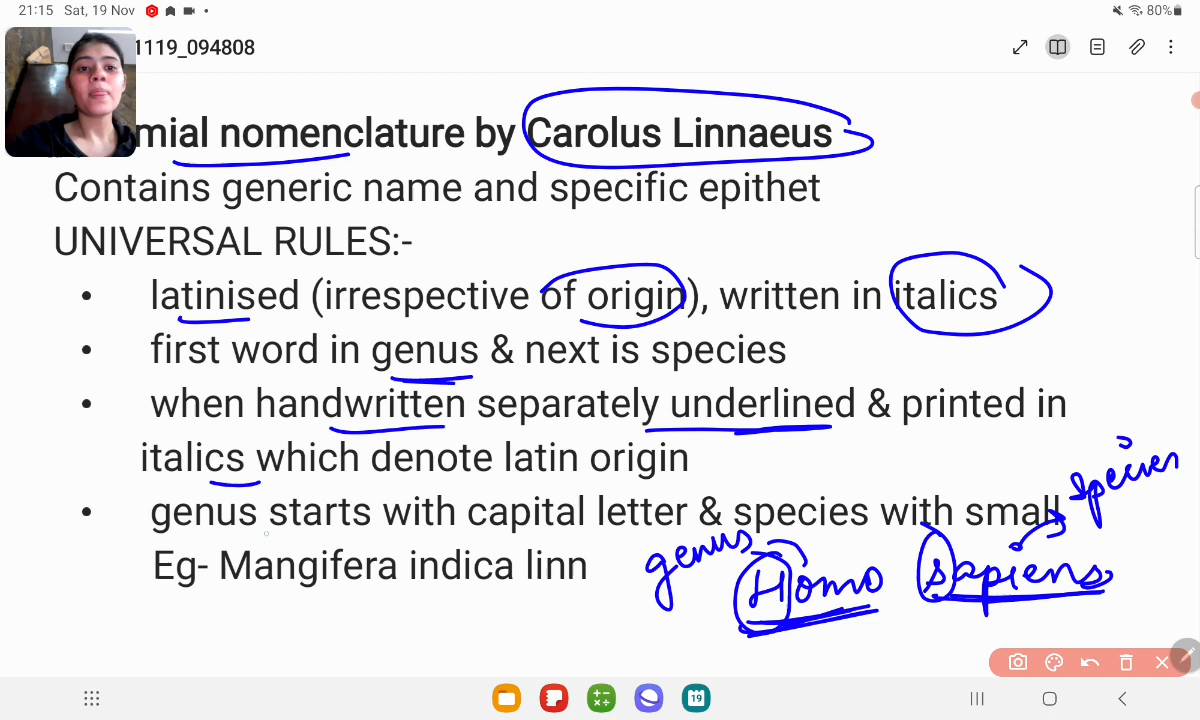 21:15 Sat, 19 Nov
80%
1119_094808
mial nomenclature by Carolus Linnaeus
Contains generic name and specific epithet
UNIVERSAL RULES:-
• latinised (irrespective of origin), written in italics
• first word in genus & next is species
• when handwritten separately underlined & printed in
italics which denote latin origin
• genus starts with capital letter & species with small
species
Eg- Mangifera indica linn
genus
Homo sapiens
19